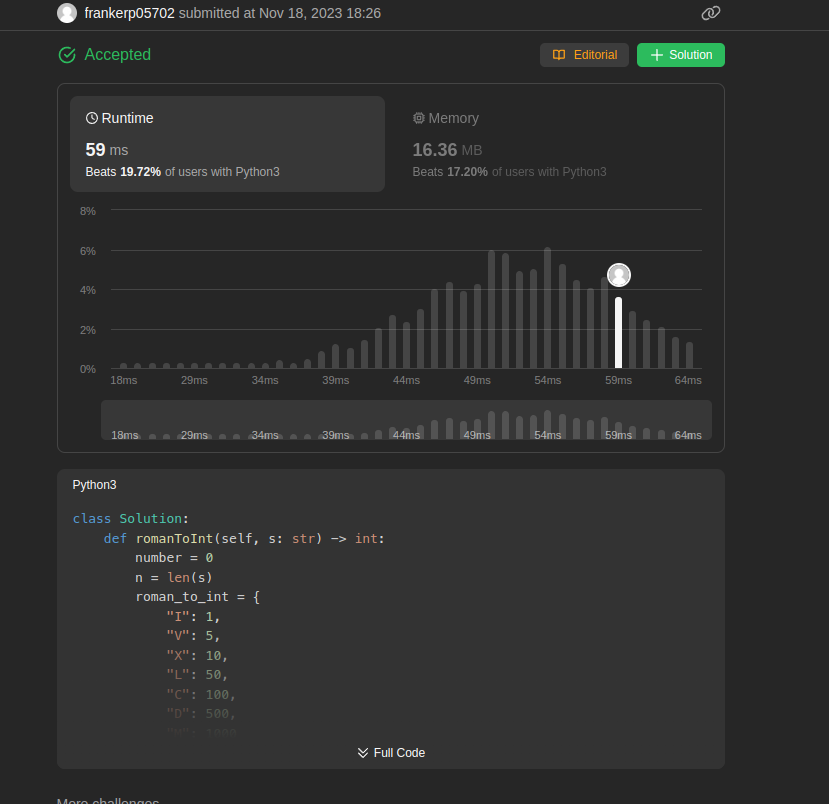 frankerp05702 submitted at Nov 18, 2023 18:26
Accepted
Editorial
Solution
Runtime
59 ms
Beats 19.72% of users with Python3
Memory
16.36 MB
Beats 17.20% of users with Python3
8%
6%
4%
2%
0%
18ms 29ms 34ms 39ms 44ms 49ms 54ms 59ms 64ms
18ms 29ms 34ms 39ms 44ms 49ms 54ms 59ms 64ms
Python3
class Solution:
    def romanToInt(self, s: str) -> int:
        number = 0
        n = len(s)
        roman_to_int = {
            "I": 1,
            "V": 5,
            "X": 10,
            "L": 50,
            "C": 100,
            "D": 500,
            "M": 1000
Full Code
More challenges